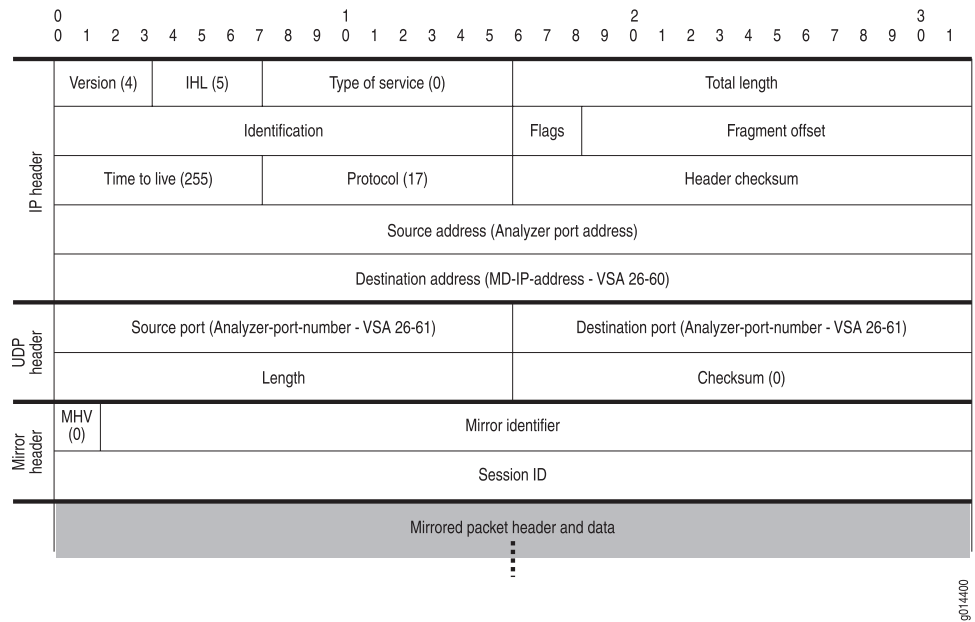 0 1 2 3
0 1 2 3 4 5 6 7 8 9 0 1 2 3 4 5 6 7 8 9 0 1 2 3 4 5 6 7 8 9 0 1
IP header
Version (4) IHL (5) Type of service (0) Total length
Identification Flags Fragment offset
Time to live (255) Protocol (17) Header checksum
Source address (Analyzer port address)
Destination address (MD-IP-address - VSA 26-60)
UDP
header
Source port (Analyzer-port-number - VSA 26-61) Destination port (Analyzer-port-number - VSA 26-61)
Length Checksum (0)
Mirror
header
MHV
(0)
Mirror identifier
Session ID
Mirrored packet header and data
g014400